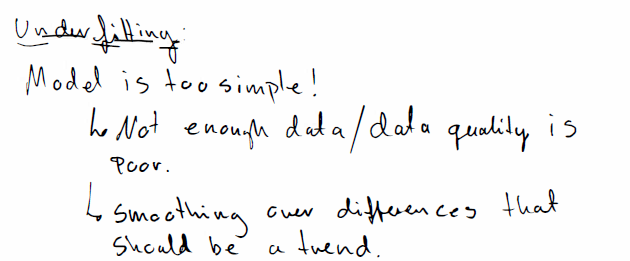 Underfitting:
Model is too simple!
↳ Not enough data/data quality is
poor.
↳ smoothing over differences that
should be a trend.